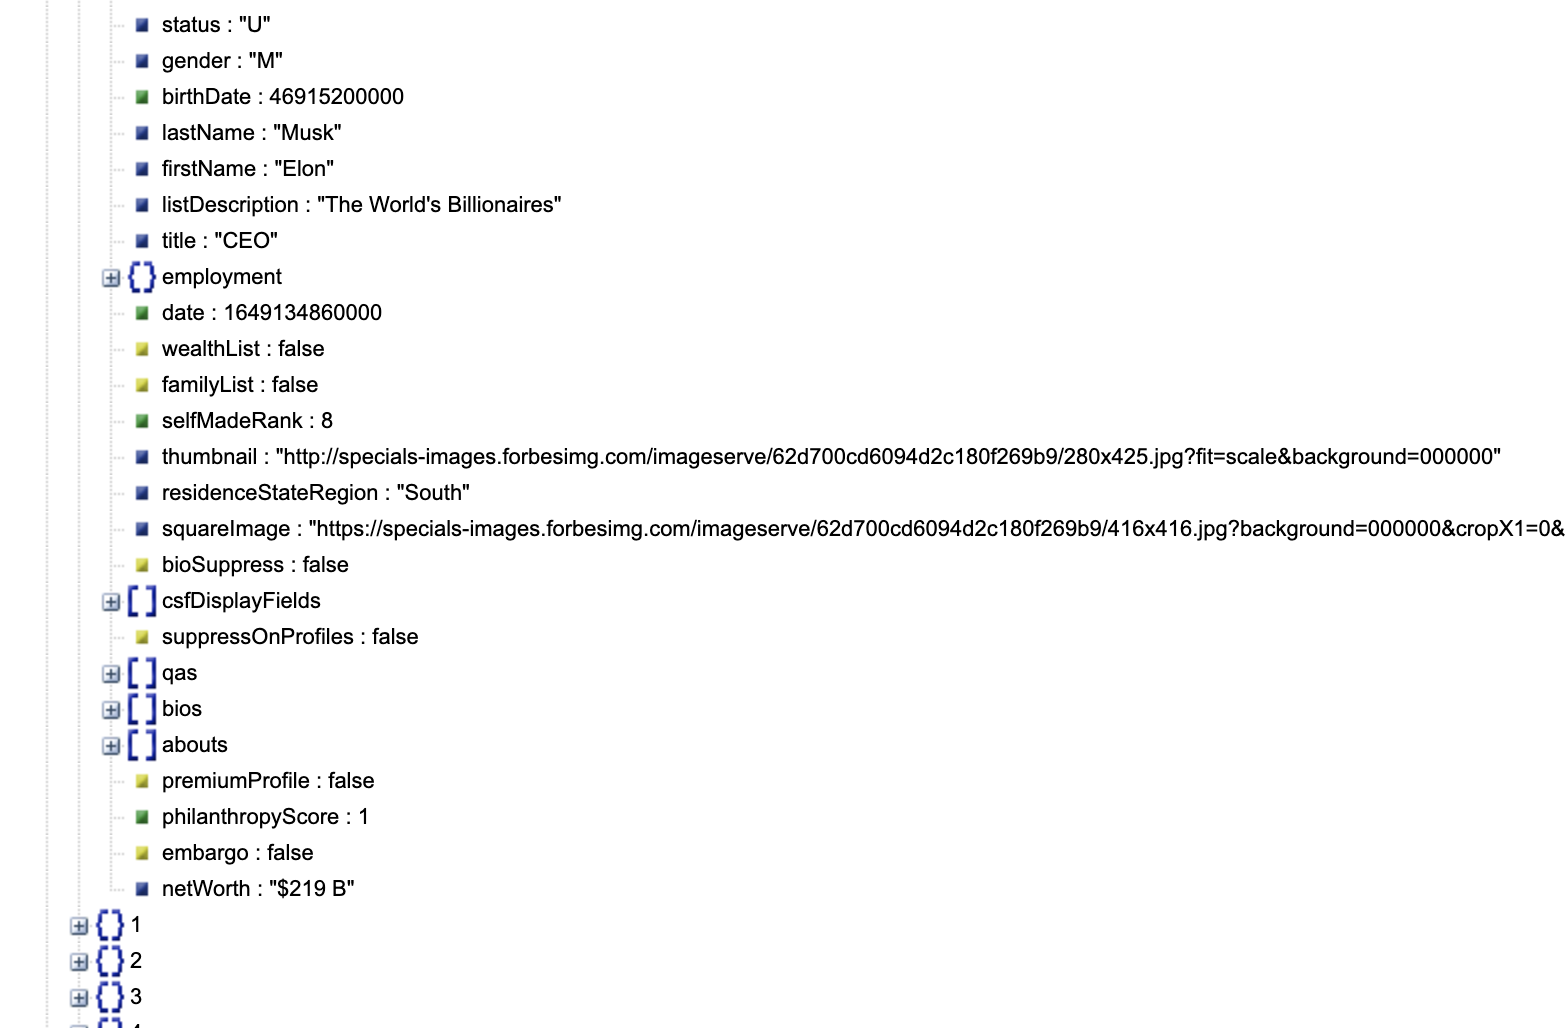 status : "U"
gender : "M"
birthDate : 46915200000
lastName : "Musk"
firstName : "Elon"
listDescription : "The World's Billionaires"
title : "CEO"
employment
date : 1649134860000
wealthList : false
familyList : false
selfMadeRank : 8
thumbnail : "http://specials-images.forbesimg.com/imageserve/62d700cd6094d2c180f269b9/280x425.jpg?fit=scale&background=000000"
residenceStateRegion : "South"
squareImage : "https://specials-images.forbesimg.com/imageserve/62d700cd6094d2c180f269b9/416x416.jpg?background=000000&cropX1=0&
bioSuppress : false
csfDisplayFields
suppressOnProfiles : false
qas
bios
abouts
premiumProfile : false
philanthropyScore : 1
embargo : false
netWorth : "$219 B"
1
2
3